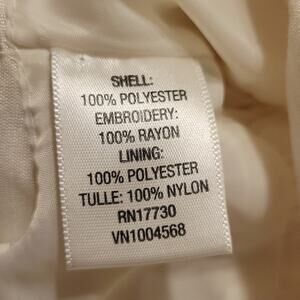 SHELL:
100% POLYESTER
EMBROIDERY:
100% RAYON
LINING:
100% POLYESTER
TULLE: 100% NYLON
RN17730
VN1004568